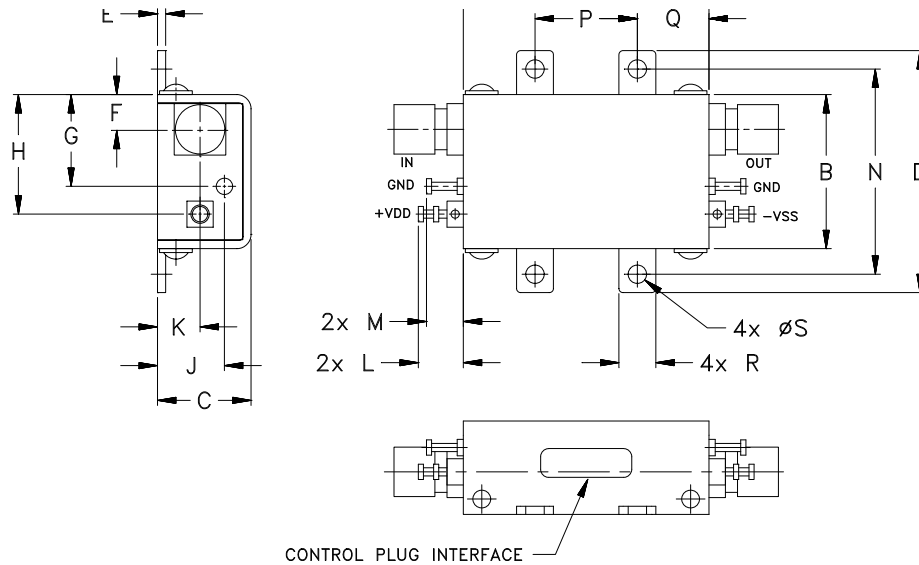 E
P
Q
F
G
H
IN
OUT
B
N
D
GND
GND
+VDD
-VSS
K
2x M
4x ØS
J
2x L
4x R
C
CONTROL PLUG INTERFACE